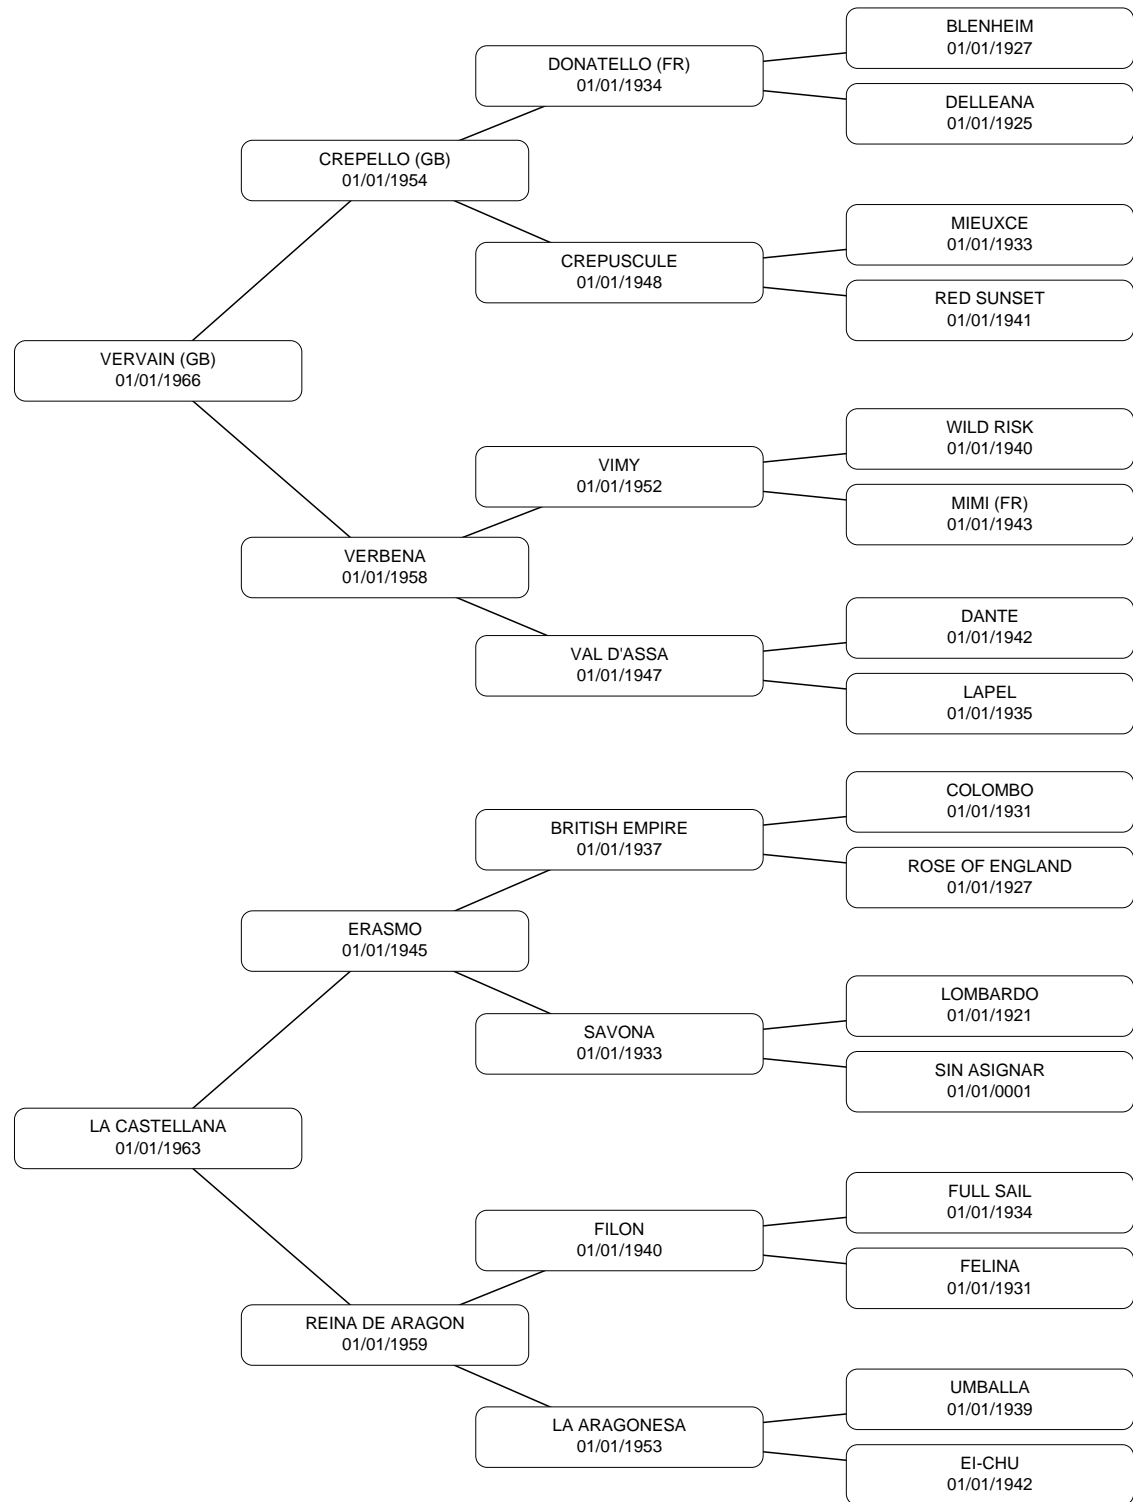 BLENHEIM
01/01/1927
DONATELLO (FR)
01/01/1934
DELLEANA
01/01/1925
CREPELLO (GB)
01/01/1954
MIEUXCE
01/01/1933
CREPUSCULE
01/01/1948
RED SUNSET
01/01/1941
VERVAIN (GB)
01/01/1966
WILD RISK
01/01/1940
VIMY
01/01/1952
MIMI (FR)
01/01/1943
VERBENA
01/01/1958
DANTE
01/01/1942
VAL D'ASSA
01/01/1947
LAPEL
01/01/1935
COLOMBO
01/01/1931
BRITISH EMPIRE
01/01/1937
ROSE OF ENGLAND
01/01/1927
ERASMO
01/01/1945
LOMBARDO
01/01/1921
SAVONA
01/01/1933
SIN ASIGNAR
01/01/0001
LA CASTELLANA
01/01/1963
FULL SAIL
01/01/1934
FILON
01/01/1940
FELINA
01/01/1931
REINA DE ARAGON
01/01/1959
UMBALLA
01/01/1939
LA ARAGONESA
01/01/1953
EI-CHU
01/01/1942